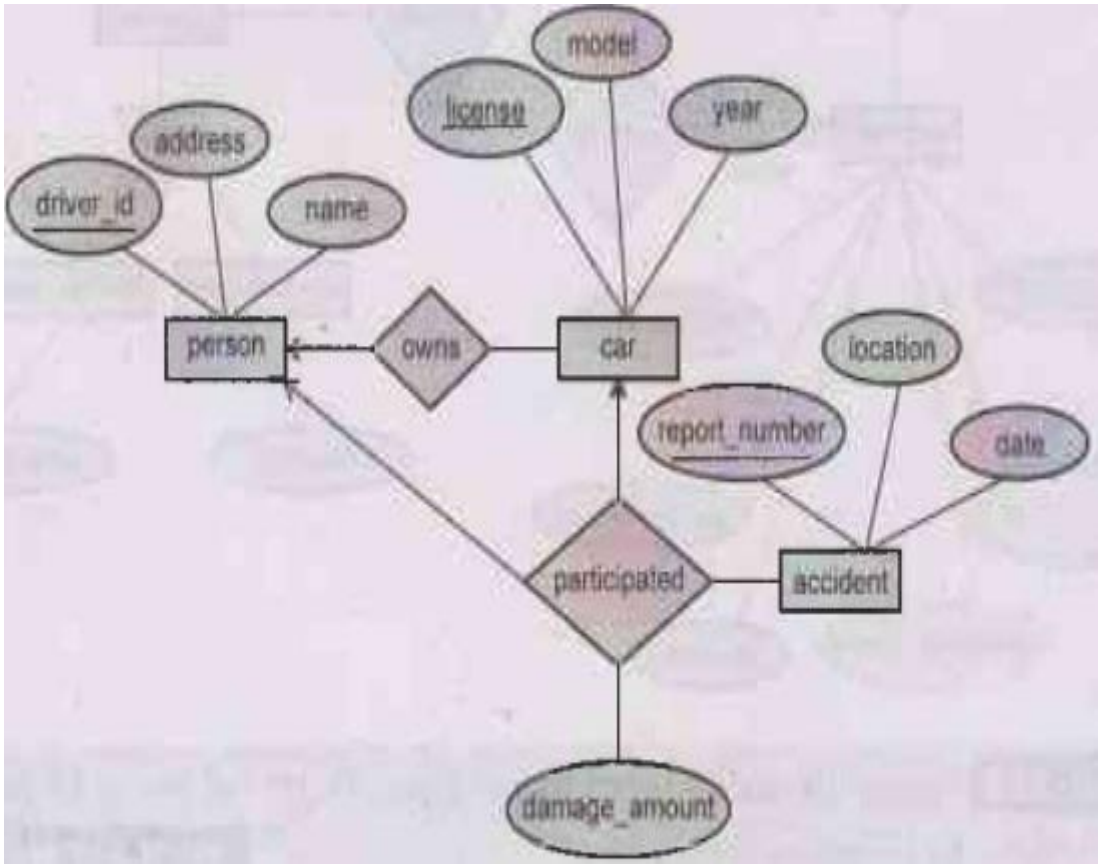 model
license
year
address
driver_id
name
person
owns
car
location
report_number
date
participated
accident
damage_amount